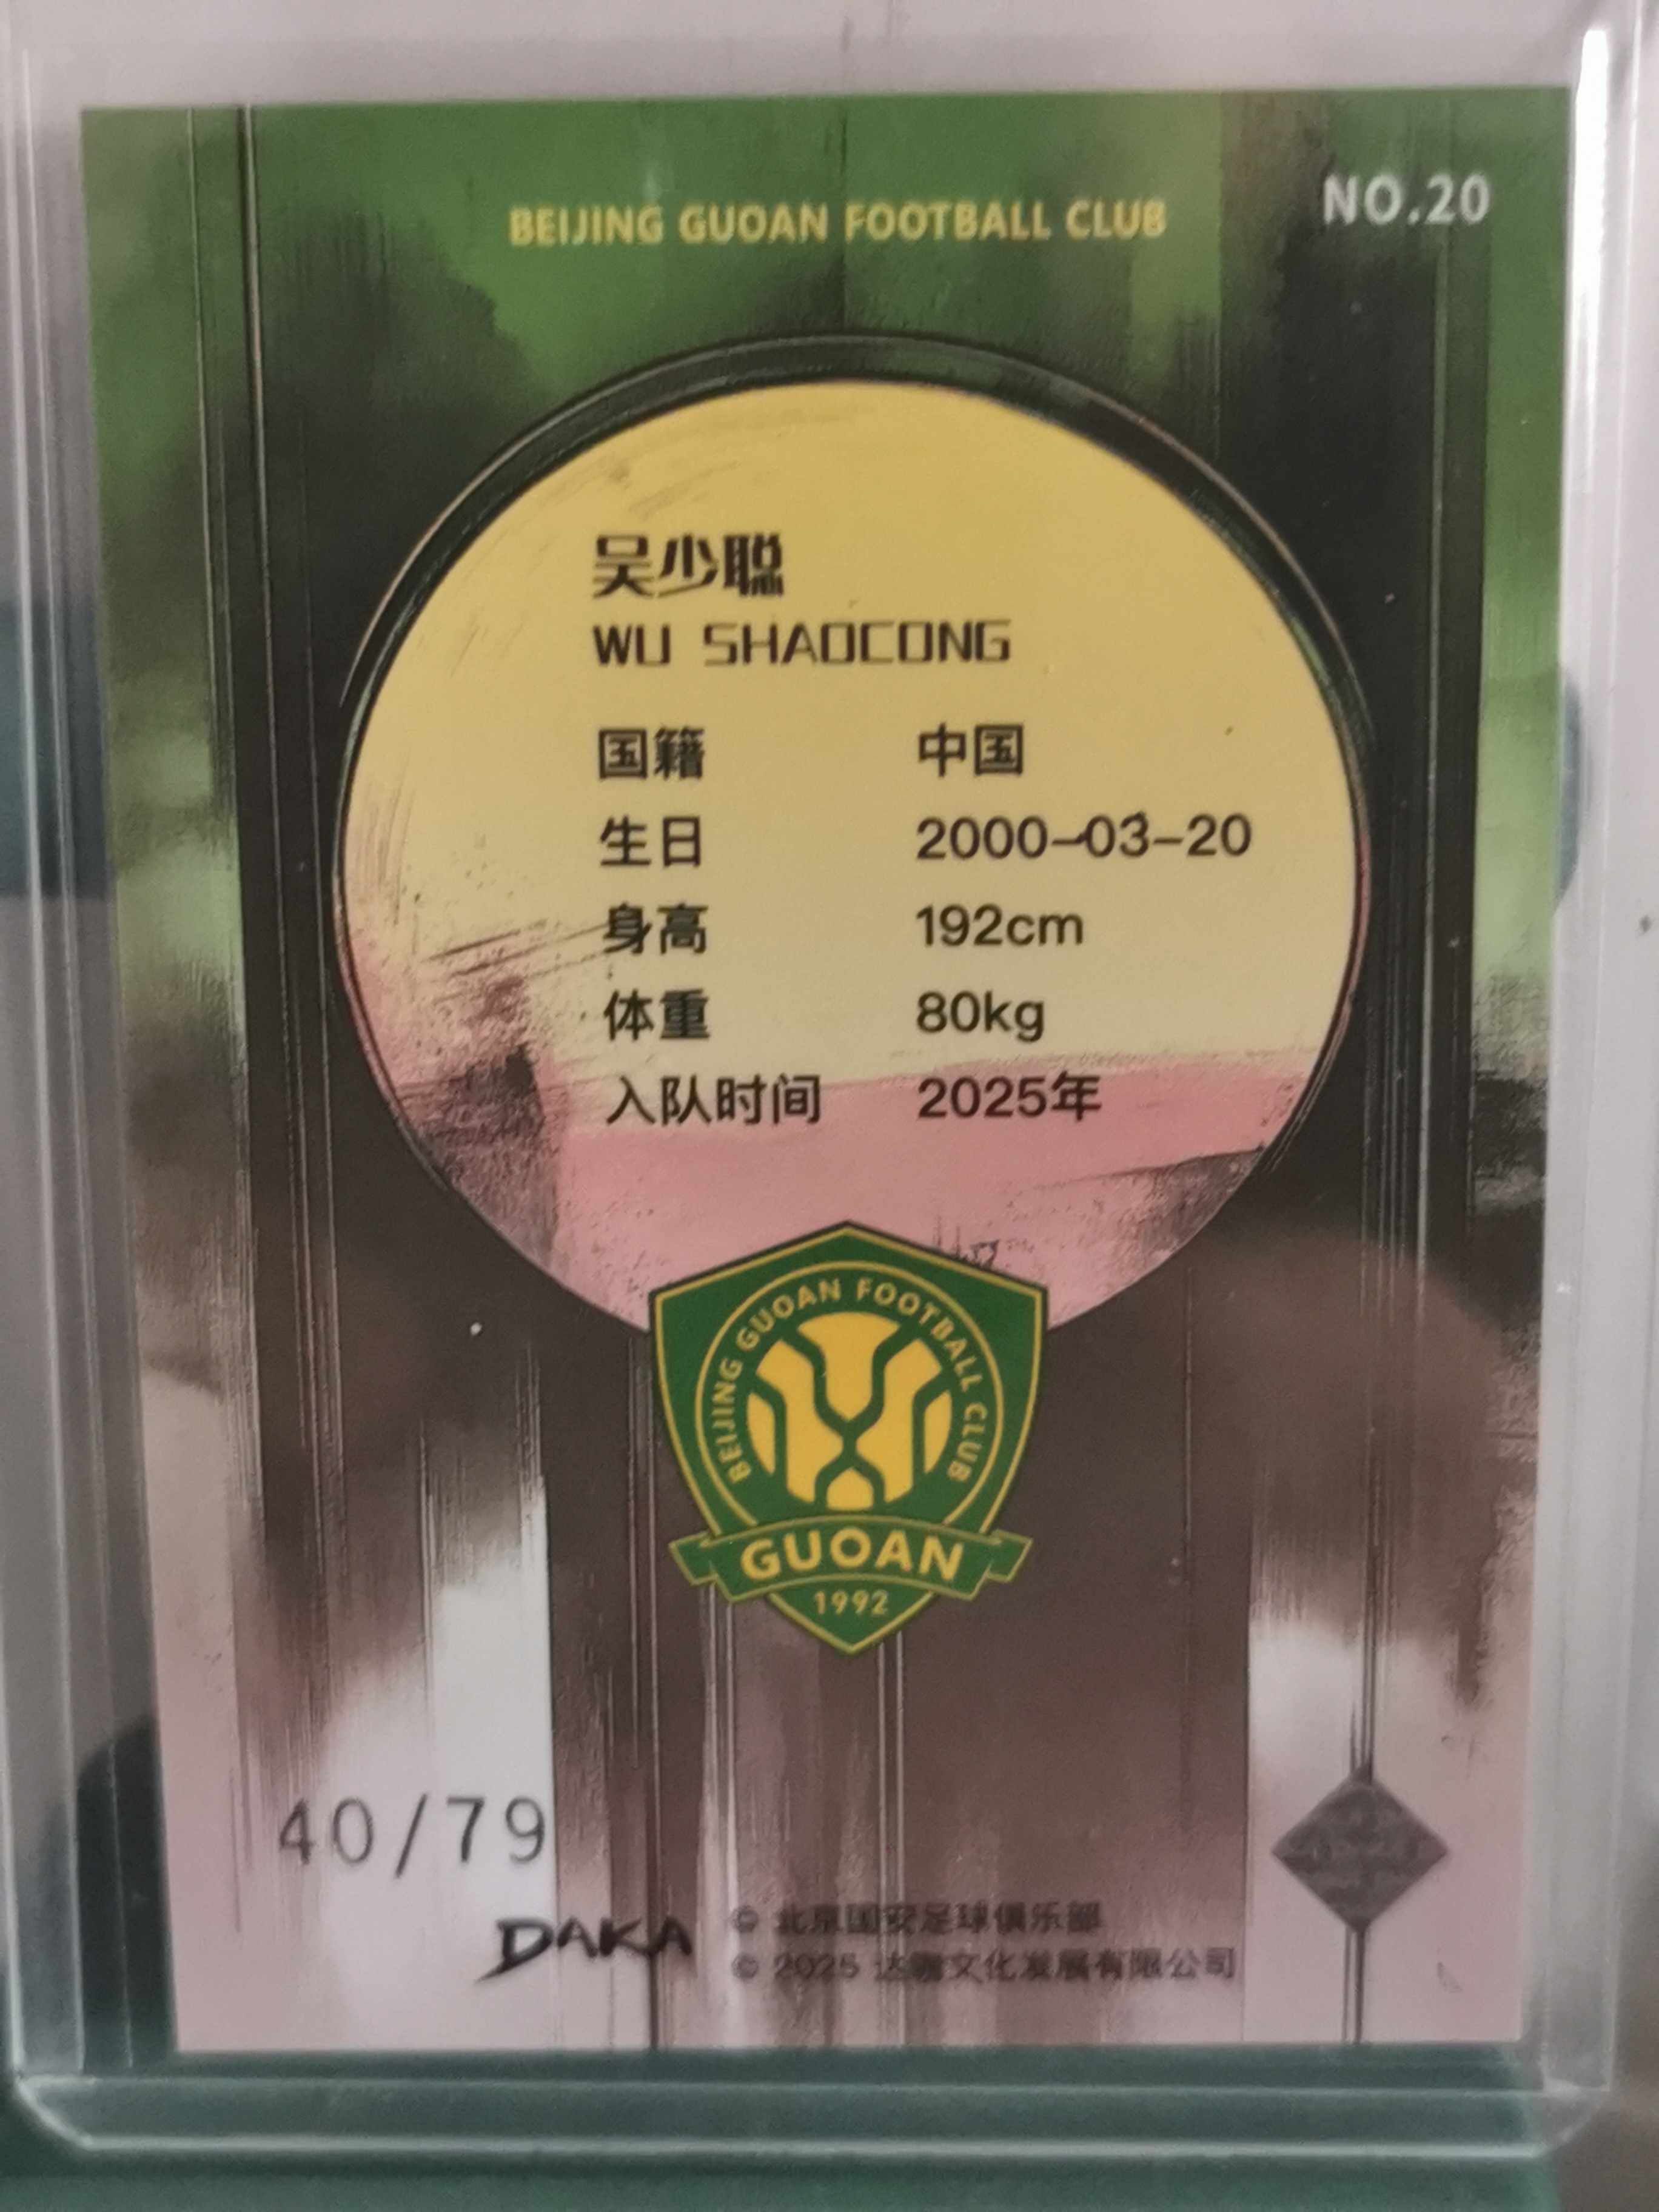 BEIJING GUOAN FOOTBALL CLUB
NO.20
吴少聪
WU SHAOCONG
国籍 中国
生日 2000-03-20
身高 192cm
体重 80kg
入队时间 2025年
BEIJING GUOAN FOOTBALL CLUB
GUOAN
1992
40/79
DAKA
© 北京国安足球俱乐部
© 2025 达咖文化发展有限公司